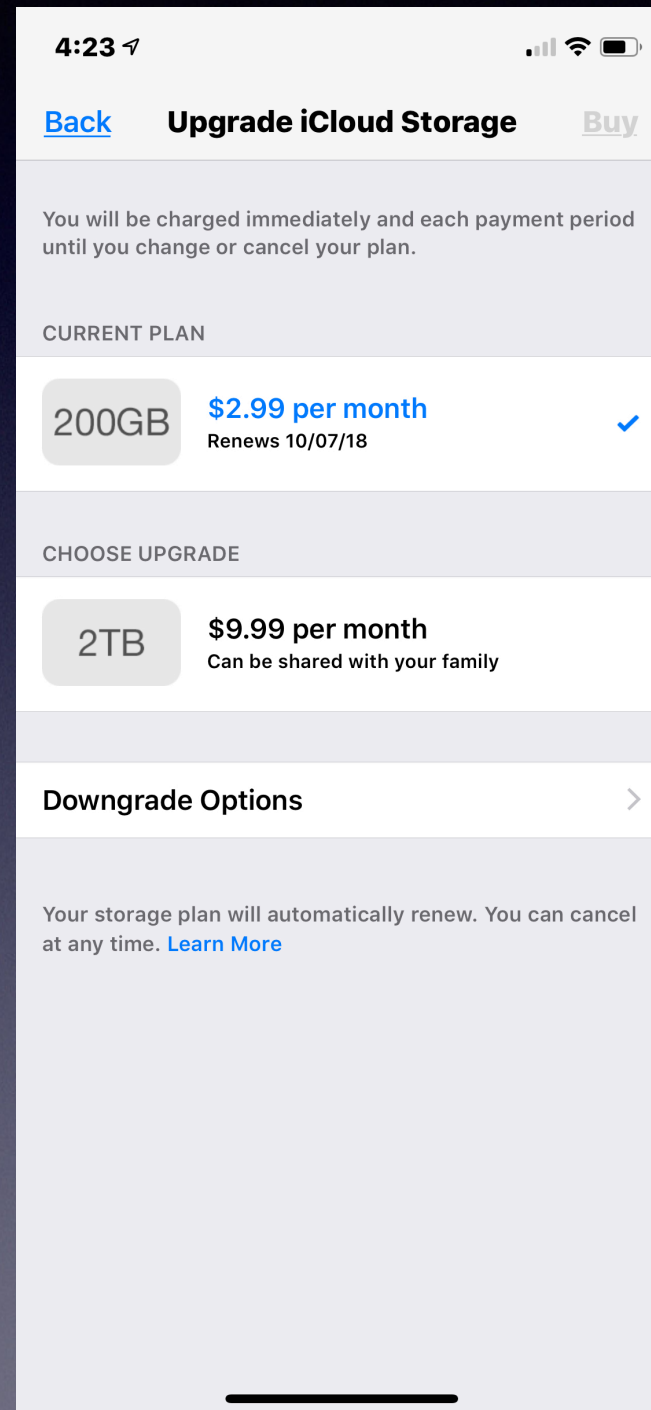 4:23
Back Upgrade iCloud Storage Buy
You will be charged immediately and each payment period
until you change or cancel your plan.
CURRENT PLAN
200GB
$2.99 per month
Renews 10/07/18
CHOOSE UPGRADE
2TB
$9.99 per month
Can be shared with your family
Downgrade Options
Your storage plan will automatically renew. You can cancel
at any time. Learn More